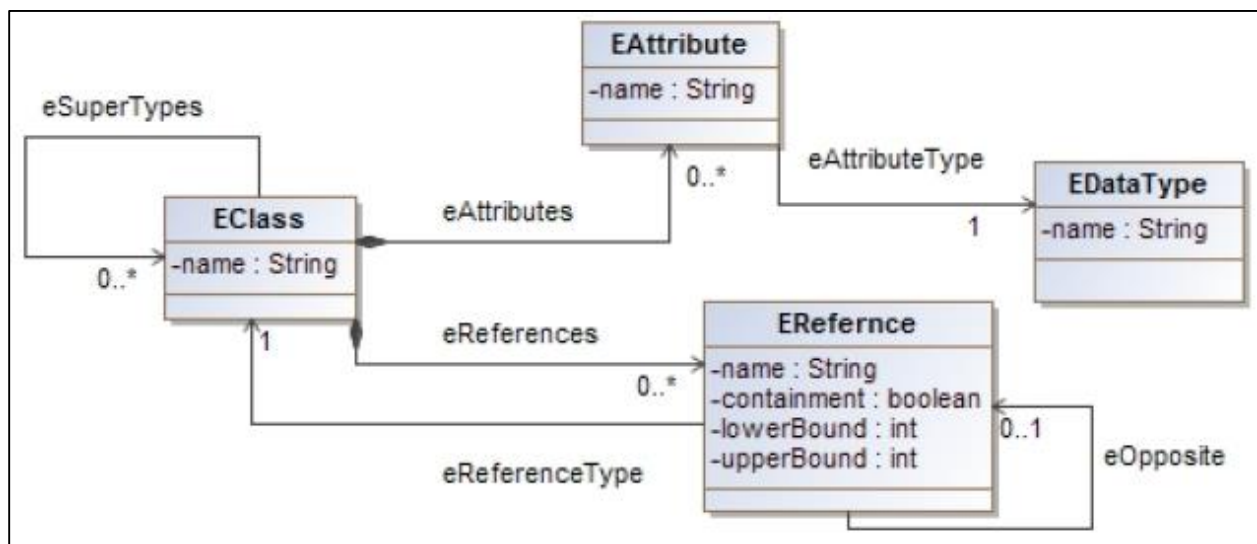 EAttribute
-name : String
eSuperTypes
eAttributeType
0..*
EDataType
-name : String
1
EClass
-name : String
eAttributes
0..*
ERefernce
-name : String
-containment : boolean
-lowerBound : int
-upperBound : int
eReferences
1
0..*
0..1
eOpposite
eReferenceType